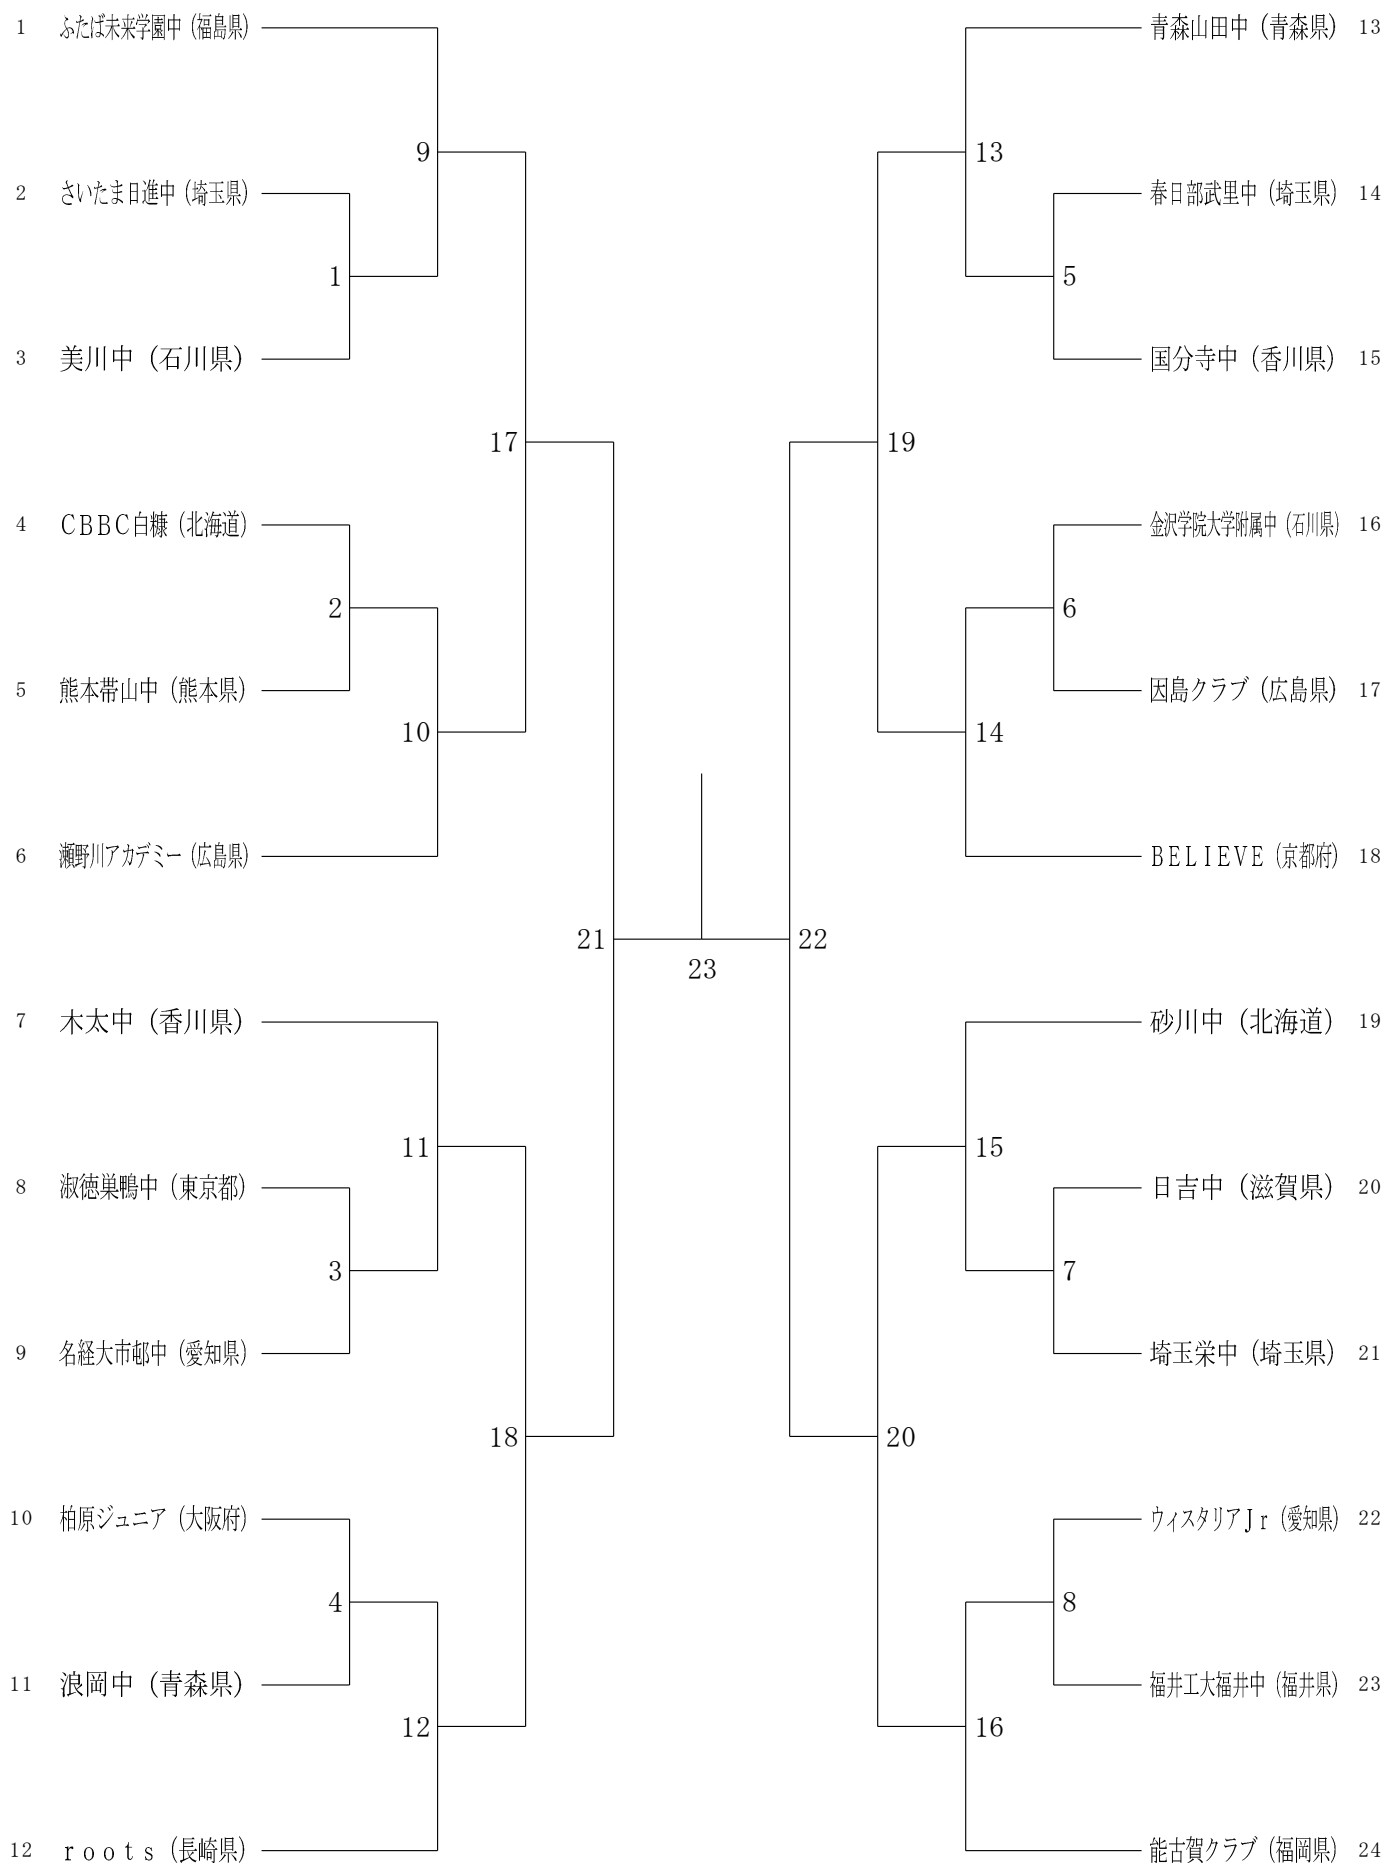 1 ふたば未来学園中（福島県）
2 さいたま日進中（埼玉県）
3 美川中（石川県）
4 ＣＢＢＣ白糠（北海道）
5 熊本帯山中（熊本県）
6 瀬野川アカデミー（広島県）
7 木太中（香川県）
8 淑徳巣鴨中（東京都）
9 名経大市邨中（愛知県）
10 柏原ジュニア（大阪府）
11 浪岡中（青森県）
12 ｒｏｏｔｓ（長崎県）
9
1
17
2
10
21
11
3
18
4
12
23
13
5
19
6
14
22
15
7
20
8
16
青森山田中（青森県） 13
春日部武里中（埼玉県） 14
国分寺中（香川県） 15
金沢学院大学附属中（石川県） 16
因島クラブ（広島県） 17
ＢＥＬＩＥＶＥ（京都府） 18
砂川中（北海道） 19
日吉中（滋賀県） 20
埼玉栄中（埼玉県） 21
ウィスタリアＪｒ（愛知県） 22
福井工大福井中（福井県） 23
能古賀クラブ（福岡県） 24